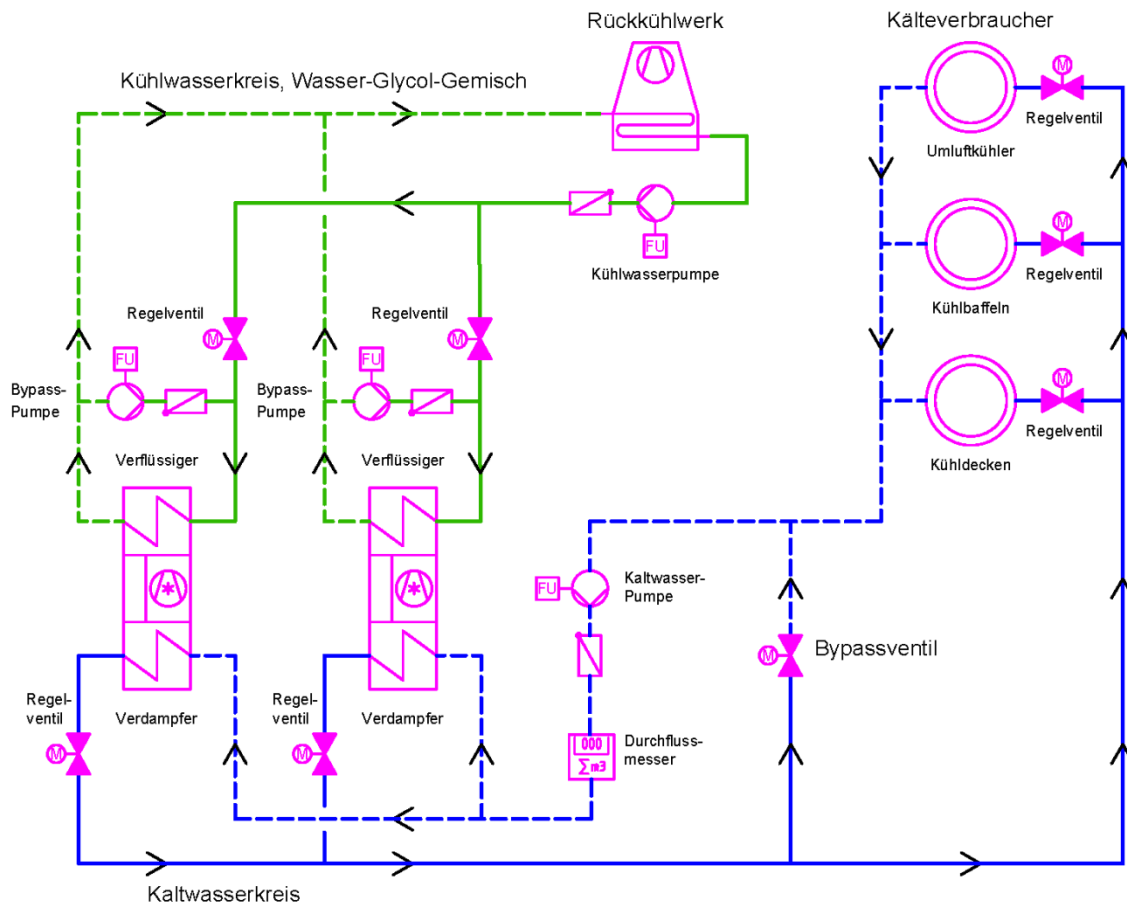 Rückkühlwerk
Kälteverbraucher
Kühlwasserkreis, Wasser-Glycol-Gemisch
M
Regelventil
Umluftkühler
FU
Kühlwasserpumpe
M
Regelventil
Kühlbaffeln
Regelventil
M
Regelventil
M
FU
FU
Bypass-
Pumpe
Bypass-
Pumpe
M
Regelventil
Kühldecken
Verflüssiger
Verflüssiger
*
*
FU
Kaltwasser-
Pumpe
M
Bypassventil
Regel-
ventil
M
Verdampfer
Regel-
ventil
M
Verdampfer
000
∑m3
Durchfluss-
messer
Kaltwasserkreis